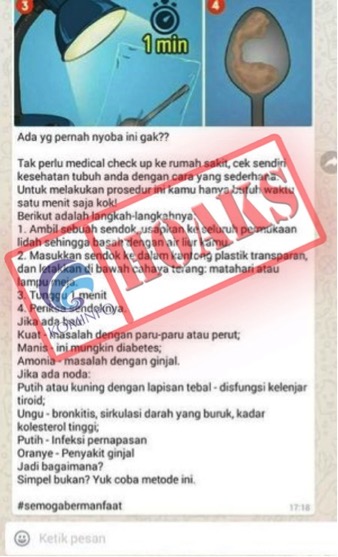 3
4
1 min
Ada yg pernah nyoba ini gak??
Tak perlu medical check up ke rumah sakit, cek sendiri
kesehatan tubuh anda dengan cara yang sederhana.
Untuk melakukan prosedur ini kamu hanya butuh waktu
satu menit saja kok!
Berikut adalah langkah-langkahnya:
1. Ambil sebuah sendok, usapkan ke seluruh permukaan
lidah sehingga basah dengan air liur
2. Masukkan sendok ke dalam kantong plastik transparan,
dan letakkan di bawah cahaya terang: matahari atau
lampu meja.
3. Tunggu 1 menit
4. Periksa sendoknya.
Jika ada bau:
Kuat - masalah dengan paru-paru atau perut;
Manis - ini mungkin diabetes;
Amonia - masalah dengan ginjal.
Jika ada noda:
Putih atau kuning dengan lapisan tebal - disfungsi kelenjar
tiroid;
Ungu - bronkitis, sirkulasi darah yang buruk, kadar
kolesterol tinggi;
Putih - Infeksi pernapasan
Oranye - Penyakit ginjal
Jadi bagaimana?
Simpel bukan? Yuk coba metode ini.
#semogabermanfaat
17:18
HOAKS
KOMINFO
Ketik pesan